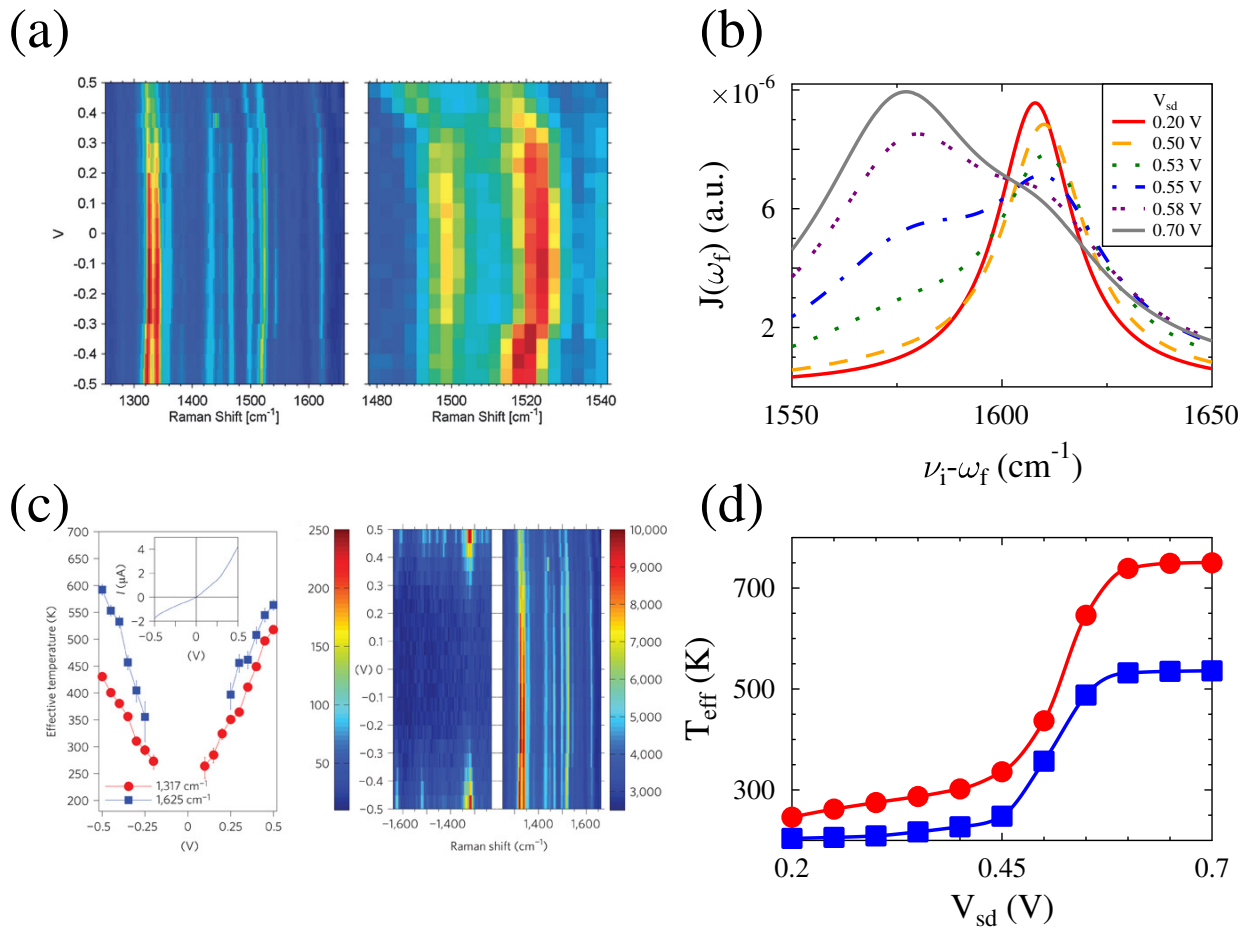 (a)
0.5
0.4
0.3
0.2
0.1
0
-0.1
-0.2
-0.3
-0.4
-0.5
V
1300 1400 1500 1600
Raman Shift [cm⁻¹]
1480 1500 1520 1540
Raman Shift [cm⁻¹]
(b)
×10⁻⁶
6
2
J(ω_f) (a.u.)
V_sd
0.20 V
0.50 V
0.53 V
0.55 V
0.58 V
0.70 V
1550 1600 1650
ν_i-ω_f (cm⁻¹)
(c)
700
650
600
550
500
450
400
350
300
250
200
Effective temperature (K)
4
2
0
−2
I (µA)
−0.5 0 0.5
(V)
1,317 cm⁻¹
1,625 cm⁻¹
−0.5 −0.25 0 0.25 0.5
(V)
250
200
150
100
50
0.5
0.4
0.3
0.2
0.1
(V) 0
−0.1
−0.2
−0.3
−0.4
−0.5
−1,600 −1,400 1,400 1,600
Raman shift (cm⁻¹)
10,000
9,000
8,000
7,000
6,000
5,000
4,000
3,000
(d)
700
500
300
T_eff (K)
0.2 0.45 0.7
V_sd (V)